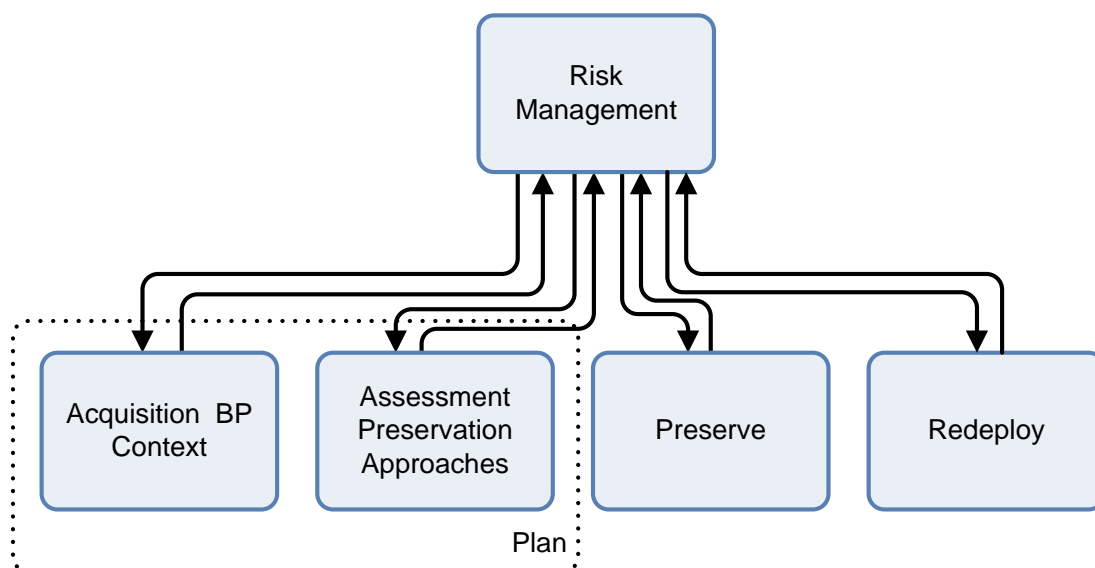 Risk
Management
Acquisition BP
Context
Assessment
Preservation
Approaches
Preserve
Redeploy
Plan